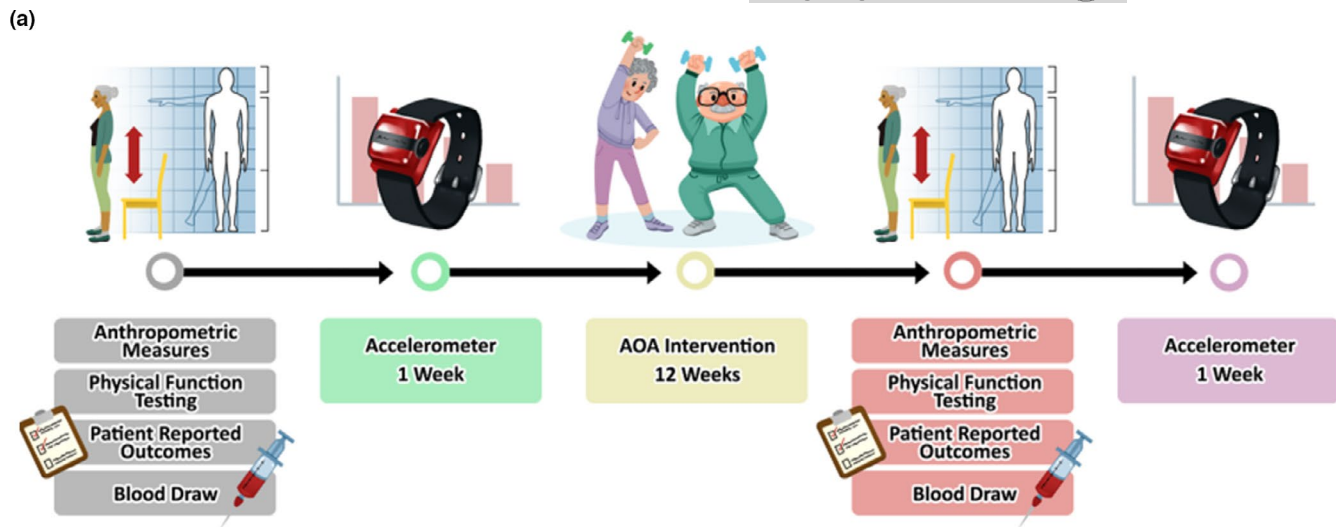 (a)
Anthropometric
Measures
Physical Function
Testing
Patient Reported
Outcomes
Blood Draw
Accelerometer
1 Week
AOA Intervention
12 Weeks
Anthropometric
Measures
Physical Function
Testing
Patient Reported
Outcomes
Blood Draw
Accelerometer
1 Week